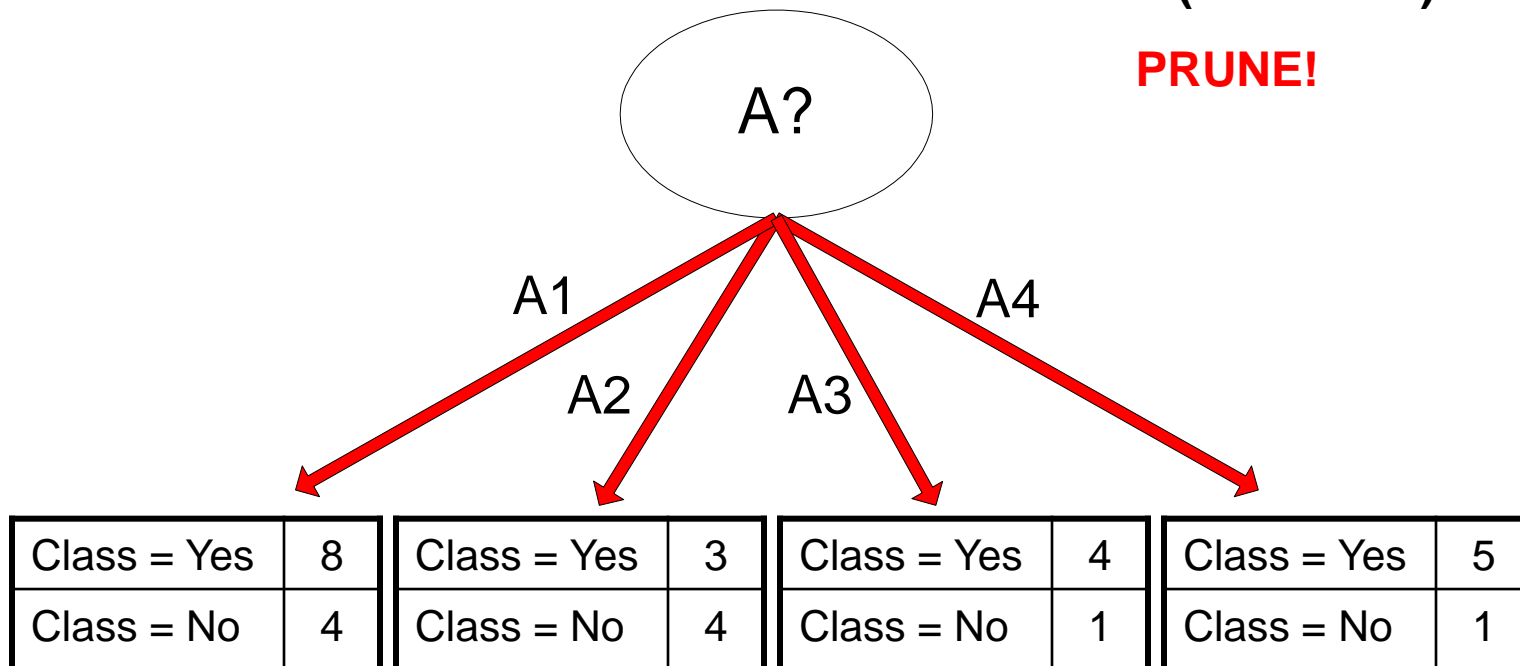 PRUNE!
A?
A1
A4
A2
A3
Class = Yes 8 Class = Yes 3 Class = Yes 4 Class = Yes 5
Class = No 4 Class = No 4 Class = No 1 Class = No 1